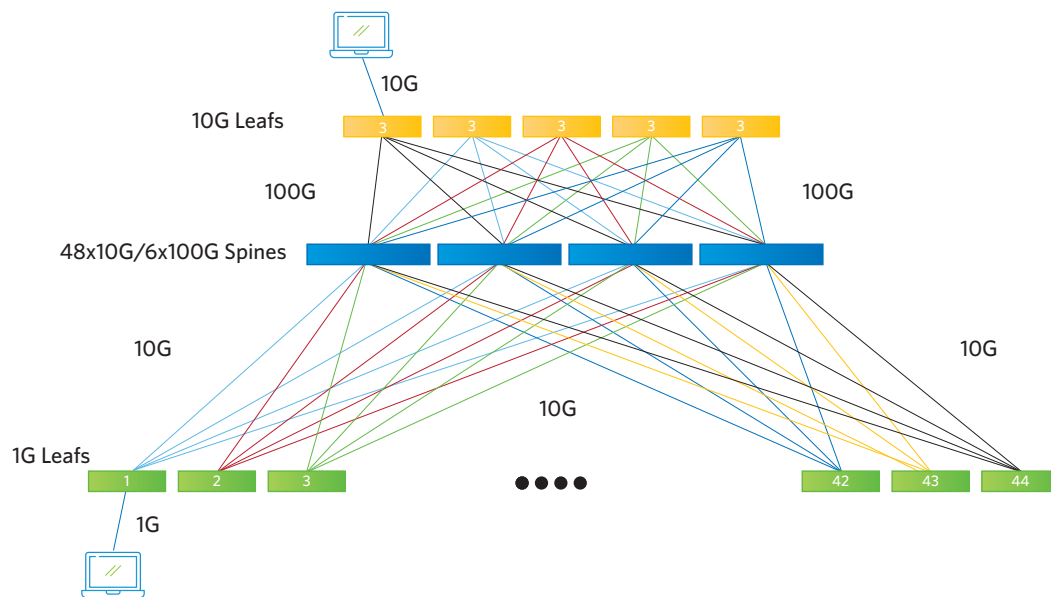 10G
10G Leafs
3 3 3 3 3
100G 100G
48x10G/6x100G Spines
10G 10G
10G
1G Leafs
1 2 3 42 43 44
1G